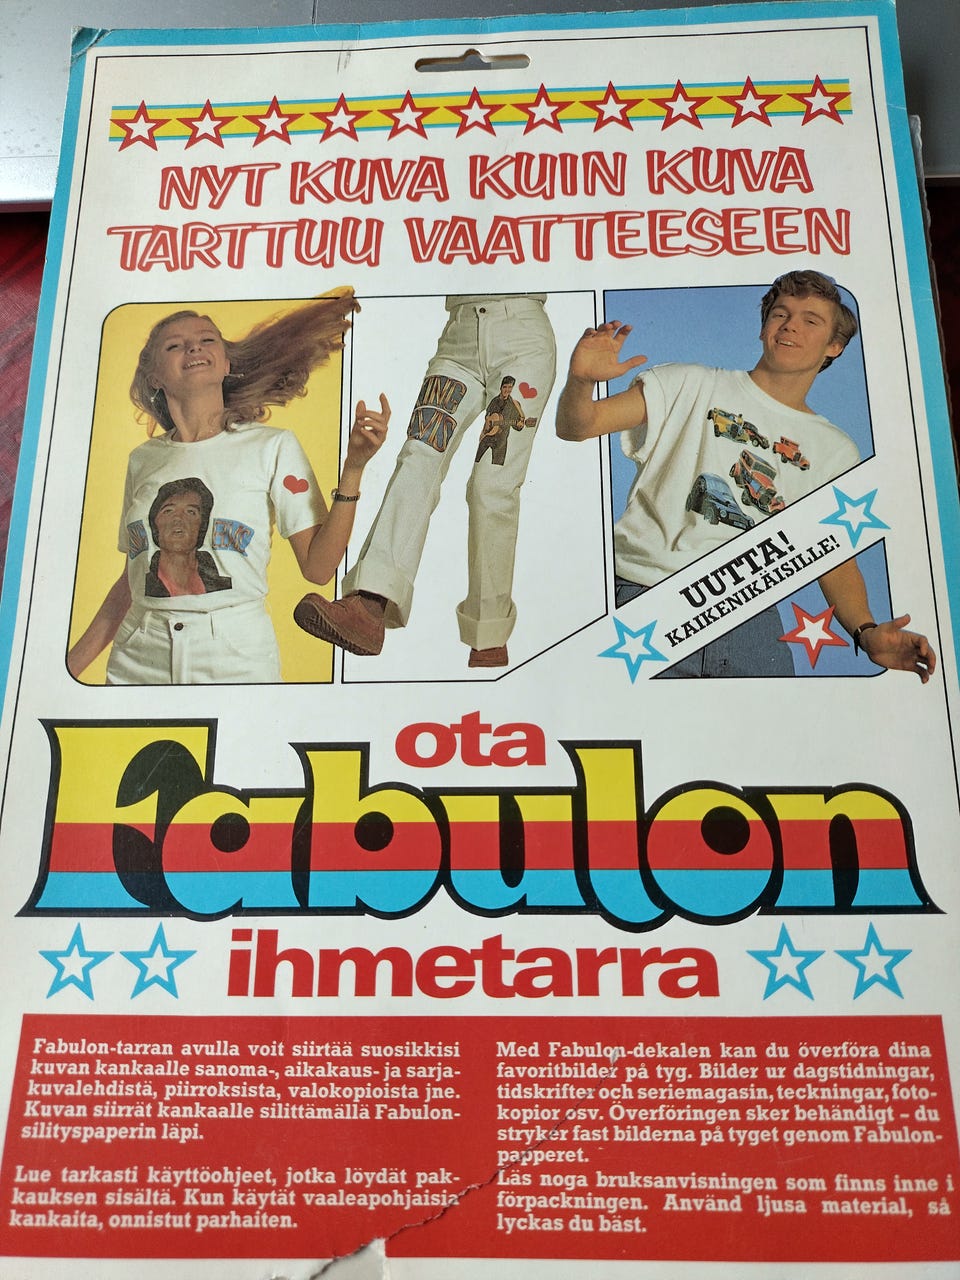 NYT KUVA KUIN KUVA
TARTTUU VAATTEESEEN
KING
ELVIS
UUTTA!
KAIKENIKÄISILLE!
ota
Fabulon
ihmetarra
Fabulon-tarran avulla voit siirtää suosikkisi
kuvan kankaalle sanoma-, aikakaus- ja sarja-
kuvalehdistä, piirroksista, valokopioista jne.
Kuvan siirrät kankaalle silittämällä Fabulon-
silityspaperin läpi.
Lue tarkasti käyttöohjeet, jotka löydät pak-
kauksen sisältä. Kun käytät vaaleapohjaisia
kankaita, onnistut parhaiten.
Med Fabulon-dekalen kan du överföra dina
favoritbilder på tyg. Bilder ur dagstidningar,
tidskrifter och seriemagasin, teckningar, foto-
kopior osv. Överföringen sker behändigt – du
stryker fast bilderna på tyget genom Fabulon-
papperet.
Läs noga bruksanvisningen som finns inne i
förpackningen. Använd ljusa material, så
lyckas du bäst.